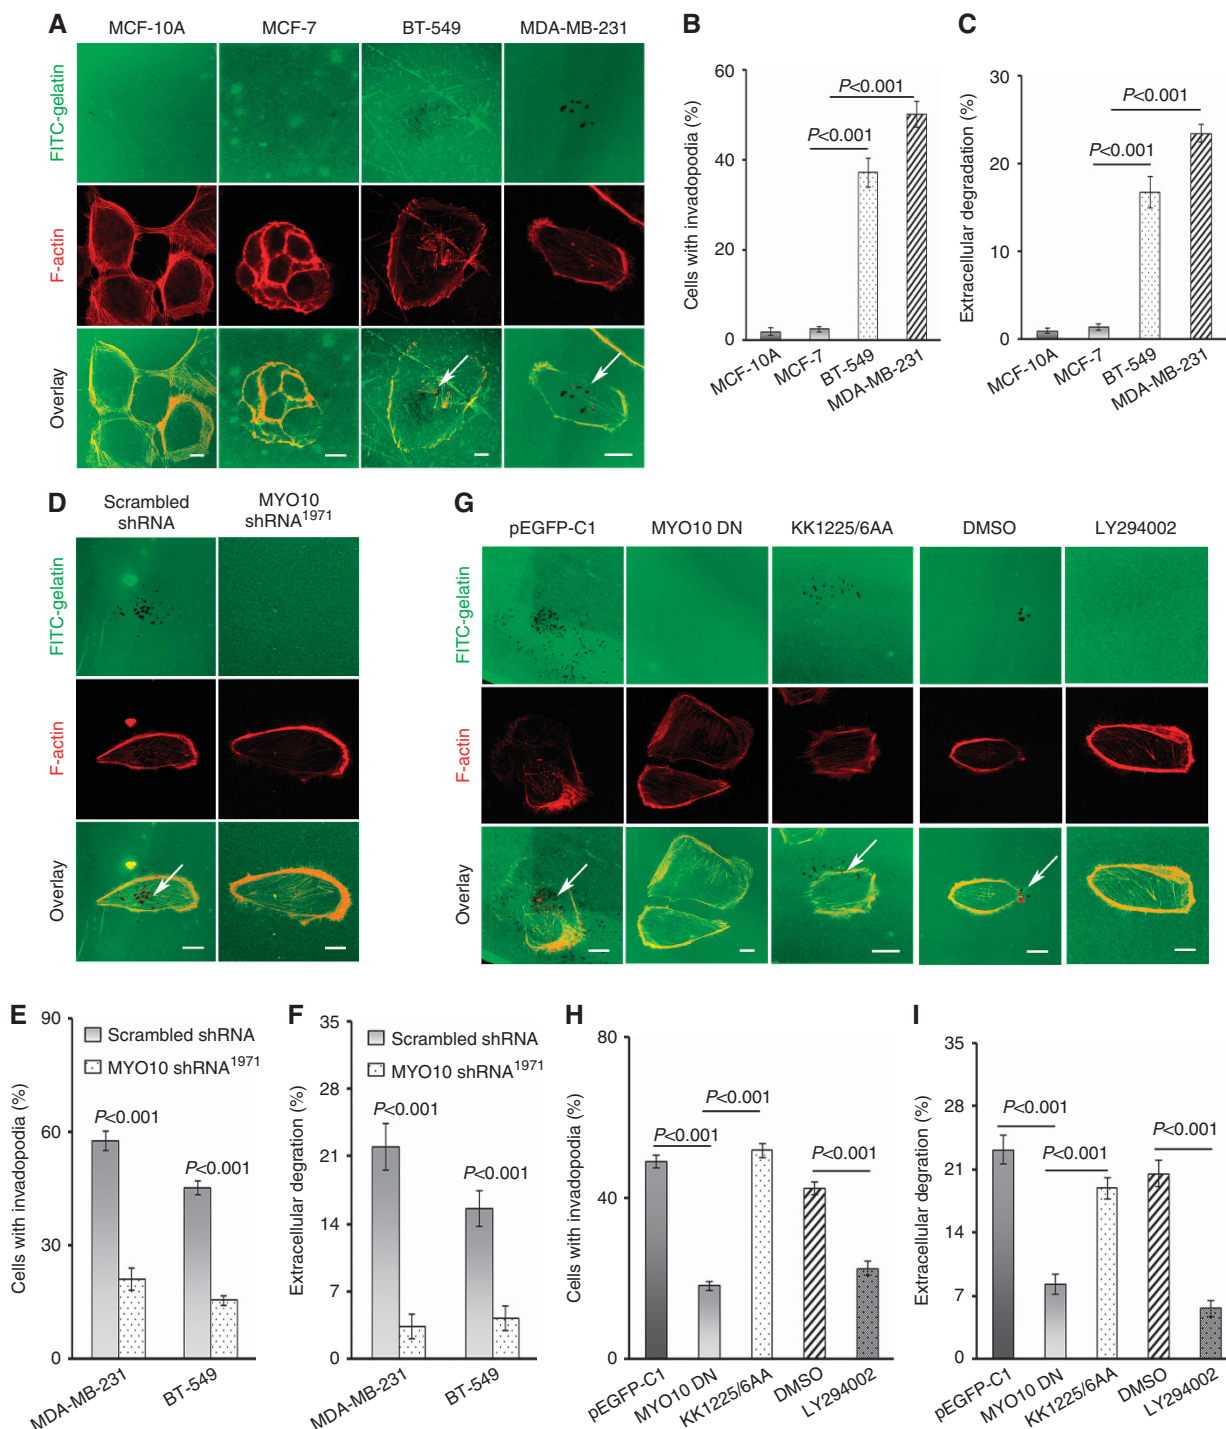 A
MCF-10A
MCF-7
BT-549
MDA-MB-231
FITC-gelatin
F-actin
Overlay
B
Cells with invadopodia (%)
60
40
20
0
P<0.001
P<0.001
MCF-10A
MCF-7
BT-549
MDA-MB-231
C
Extracellular degradation (%)
30
20
10
0
P<0.001
P<0.001
MCF-10A
MCF-7
BT-549
MDA-MB-231
D
Scrambled
shRNA
MYO10
shRNA1971
FITC-gelatin
F-actin
Overlay
G
pEGFP-C1
MYO10 DN
KK1225/6AA
DMSO
LY294002
FITC-gelatin
F-actin
Overlay
E
Cells with invadopodia (%)
90
60
30
0
Scrambled shRNA
MYO10 shRNA1971
P<0.001
P<0.001
MDA-MB-231
BT-549
F
Extracellular degration (%)
35
28
21
14
7
0
Scrambled shRNA
MYO10 shRNA1971
P<0.001
P<0.001
MDA-MB-231
BT-549
H
Cells with invadopodia (%)
80
40
0
P<0.001
P<0.001
P<0.001
pEGFP-C1
MYO10 DN
KK1225/6AA
DMSO
LY294002
I
Extracellular degration (%)
35
28
21
14
7
0
P<0.001
P<0.001
P<0.001
pEGFP-C1
MYO10 DN
KK1225/6AA
DMSO
LY294002